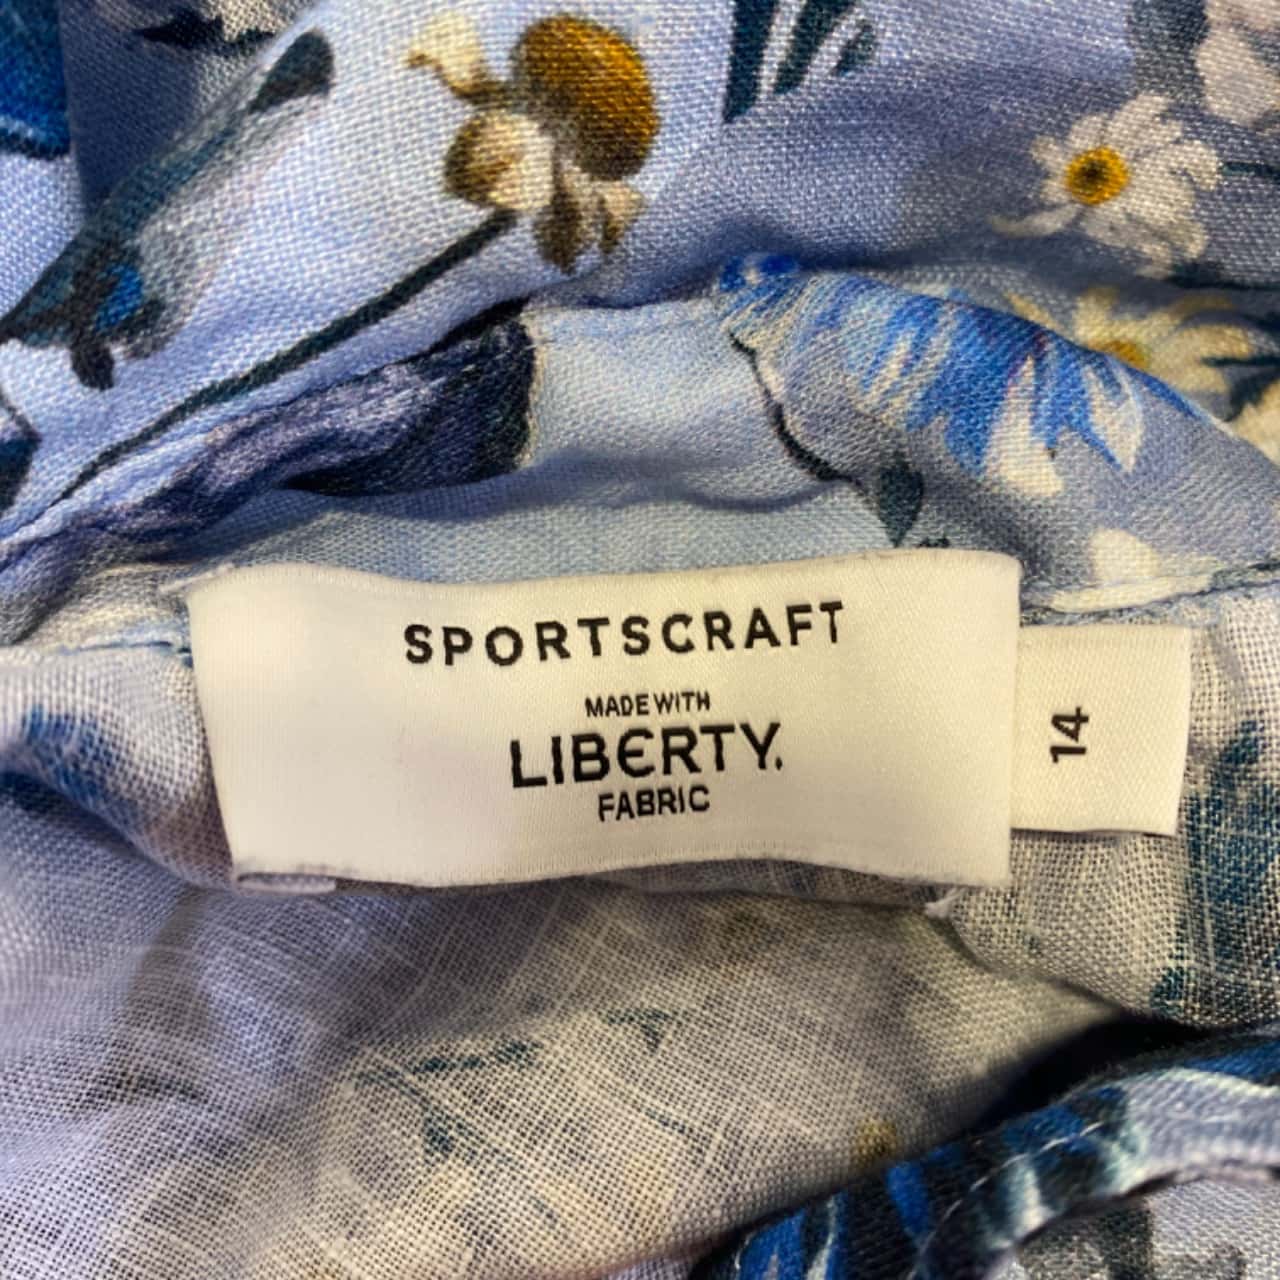 SPORTSCRAFT
MADE WITH
LIBERTY.
FABRIC
14